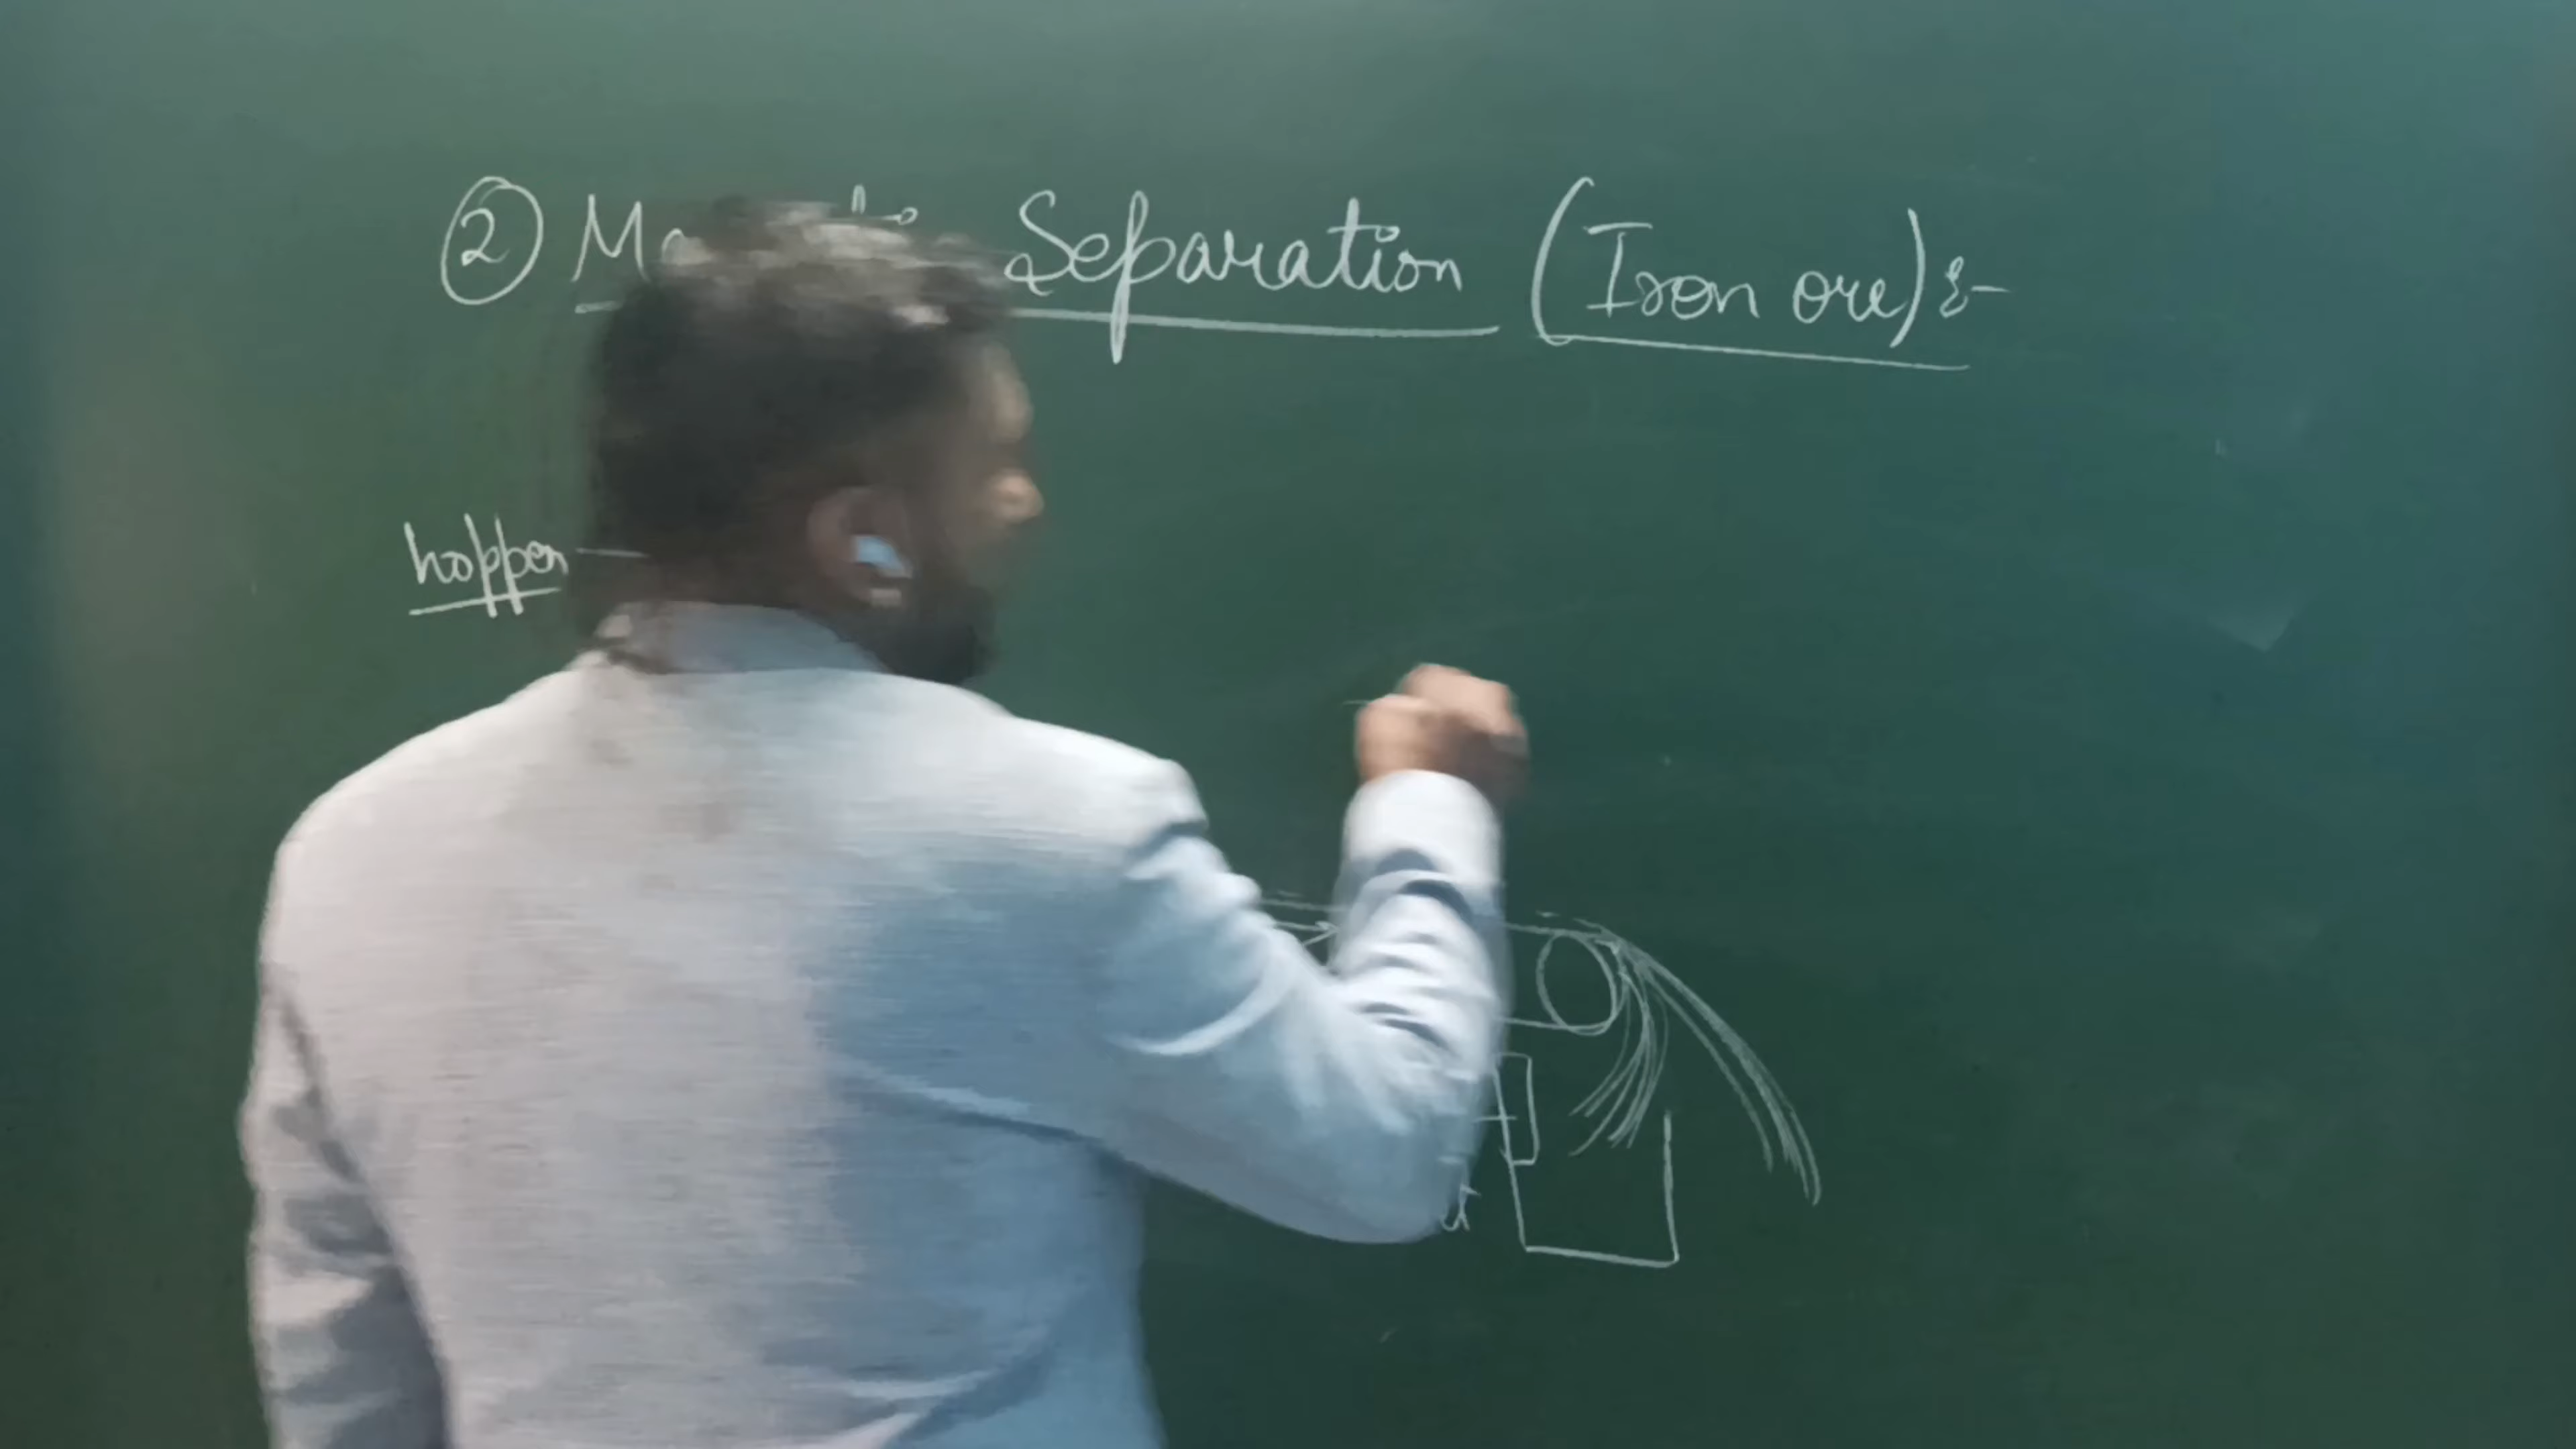 ② Separation (Iron ore):-
hopper